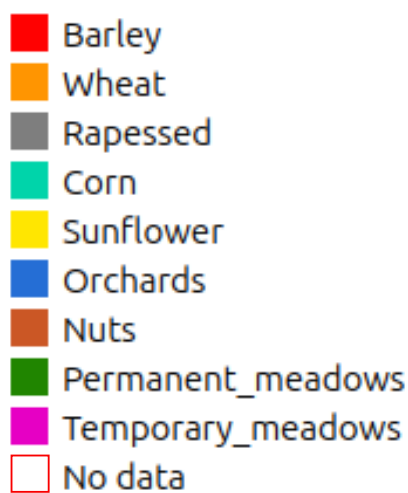 Barley
Wheat
Rapessed
Corn
Sunflower
Orchards
Nuts
Permanent_meadows
Temporary_meadows
No data